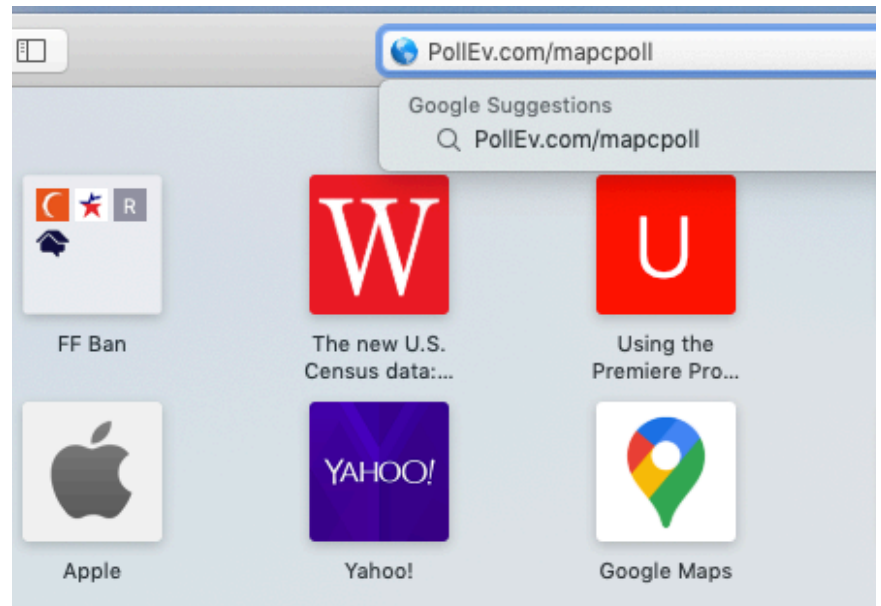 PollEv.com/mapcpoll
Google Suggestions
PollEv.com/mapcpoll
R
W
U
FF Ban
The new U.S.
Census data:...
Using the
Premiere Pro...
YAHOO!
Apple
Yahoo!
Google Maps